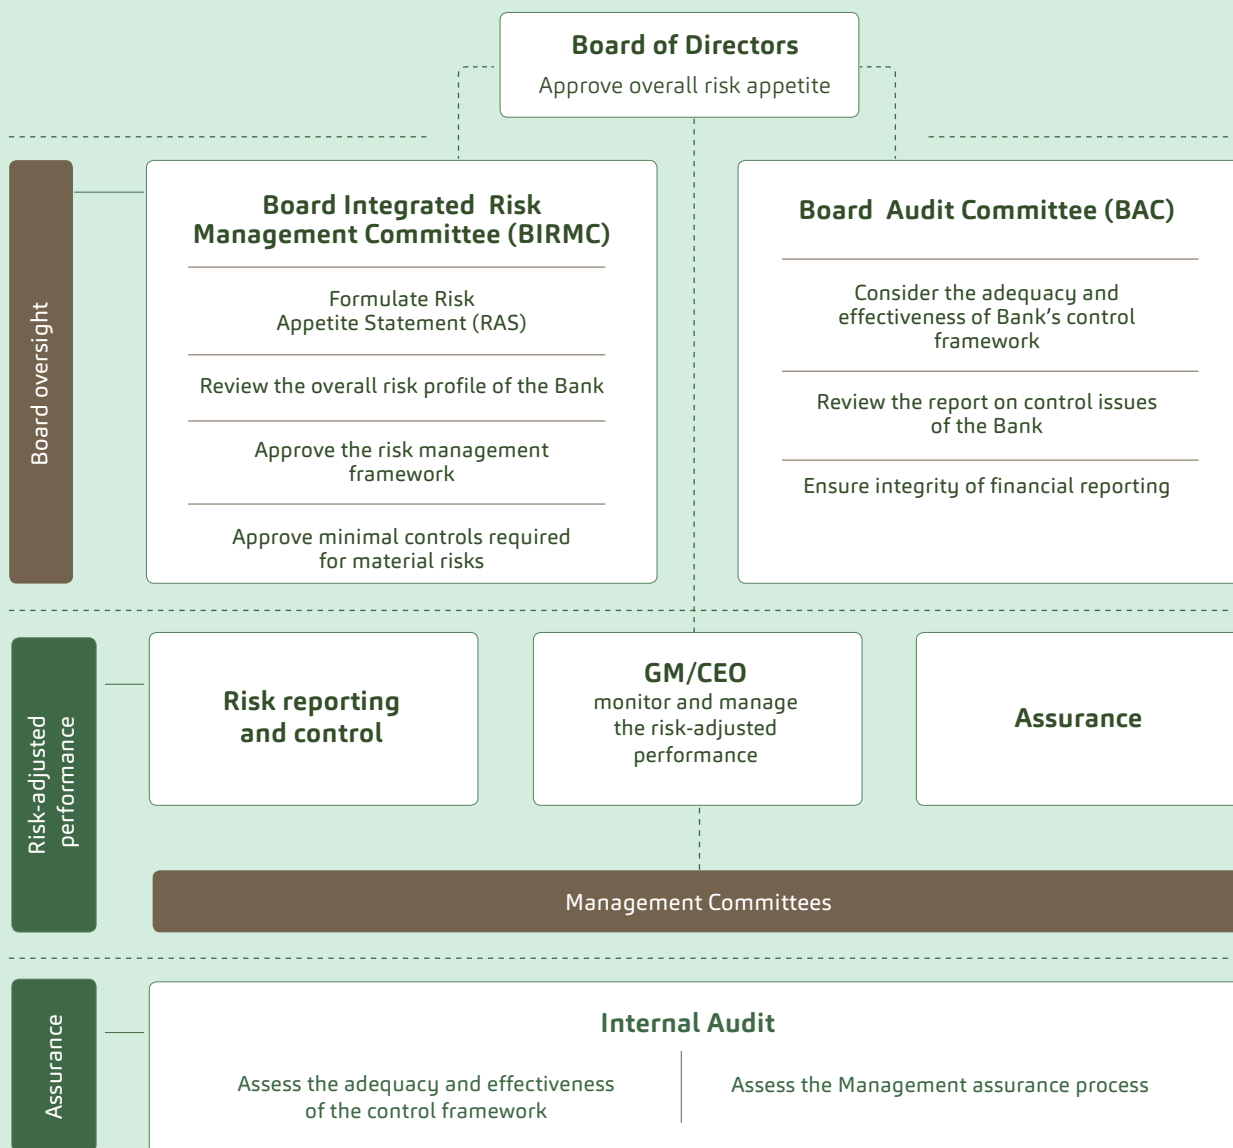 Board of Directors
Approve overall risk appetite
Board oversight
Board Integrated Risk
Management Committee (BIRMC)
Formulate Risk
Appetite Statement (RAS)
Review the overall risk profile of the Bank
Approve the risk management
framework
Approve minimal controls required
for material risks
Board Audit Committee (BAC)
Consider the adequacy and
effectiveness of Bank’s control
framework
Review the report on control issues
of the Bank
Ensure integrity of financial reporting
Risk-adjusted
performance
Risk reporting
and control
GM/CEO
monitor and manage
the risk-adjusted
performance
Assurance
Management Committees
Assurance
Internal Audit
Assess the adequacy and effectiveness
of the control framework
Assess the Management assurance process